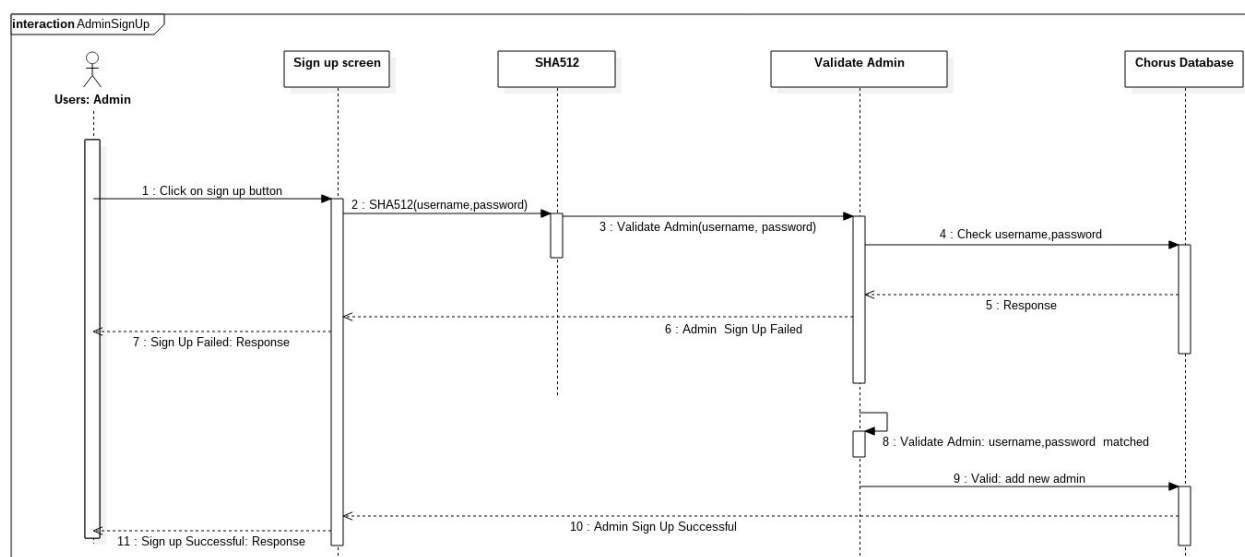 interaction AdminSignUp
Users: Admin
Sign up screen
SHA512
Validate Admin
Chorus Database
1 : Click on sign up button
2 : SHA512(username,password)
3 : Validate Admin(username, password)
4 : Check username,password
5 : Response
6 : Admin  Sign Up Failed
7 : Sign Up Failed: Response
8 : Validate Admin: username,password  matched
9 : Valid: add new admin
10 : Admin Sign Up Successful
11 : Sign up Successful: Response